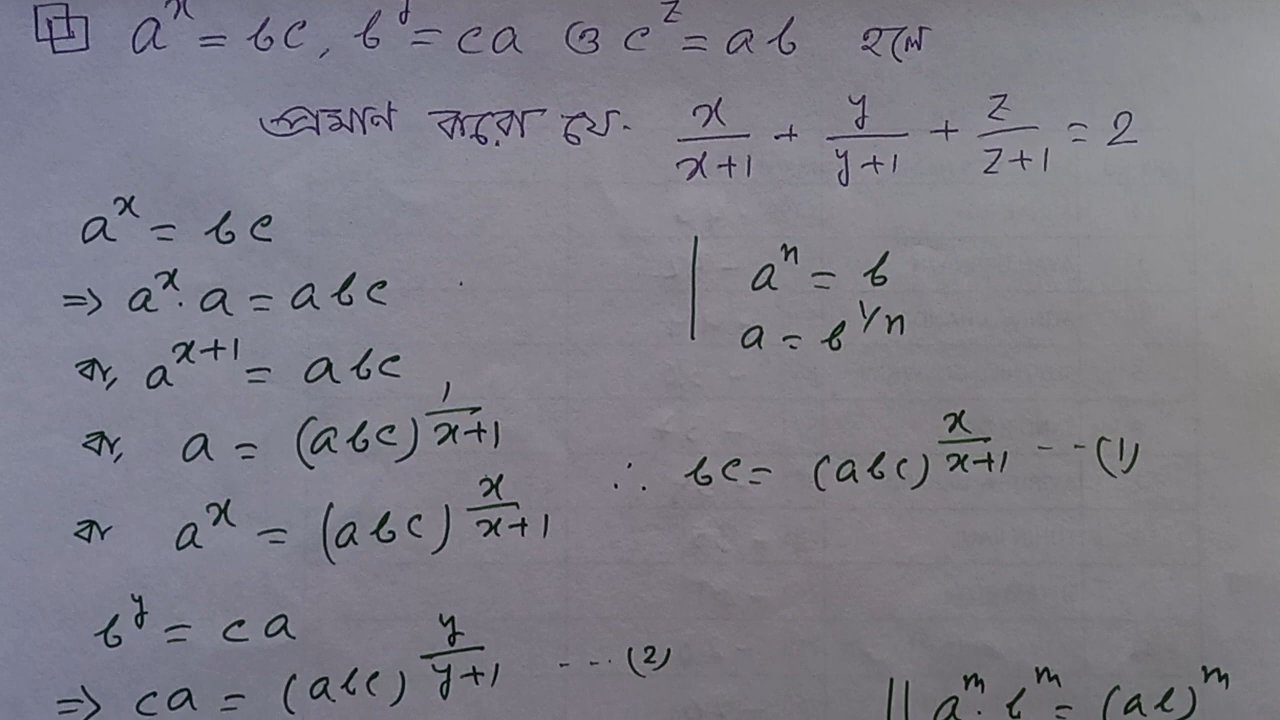 a^x = bc, b^y = ca ও c^z = ab হলে
প্রমাণ করো যে. x/(x+1) + y/(y+1) + z/(z+1) = 2
a^x = bc
⇒ a^x . a = abc
বা, a^(x+1) = abc
বা, a = (abc)^(1/(x+1))
বা a^x = (abc)^(x/(x+1))
| a^n = b
a = b^(1/n)
∴ bc = (abc)^(x/(x+1)) ---(1)
b^y = ca
⇒ ca = (abc)^(y/(y+1)) ---(2)
|| a^m . b^m = (ab)^m